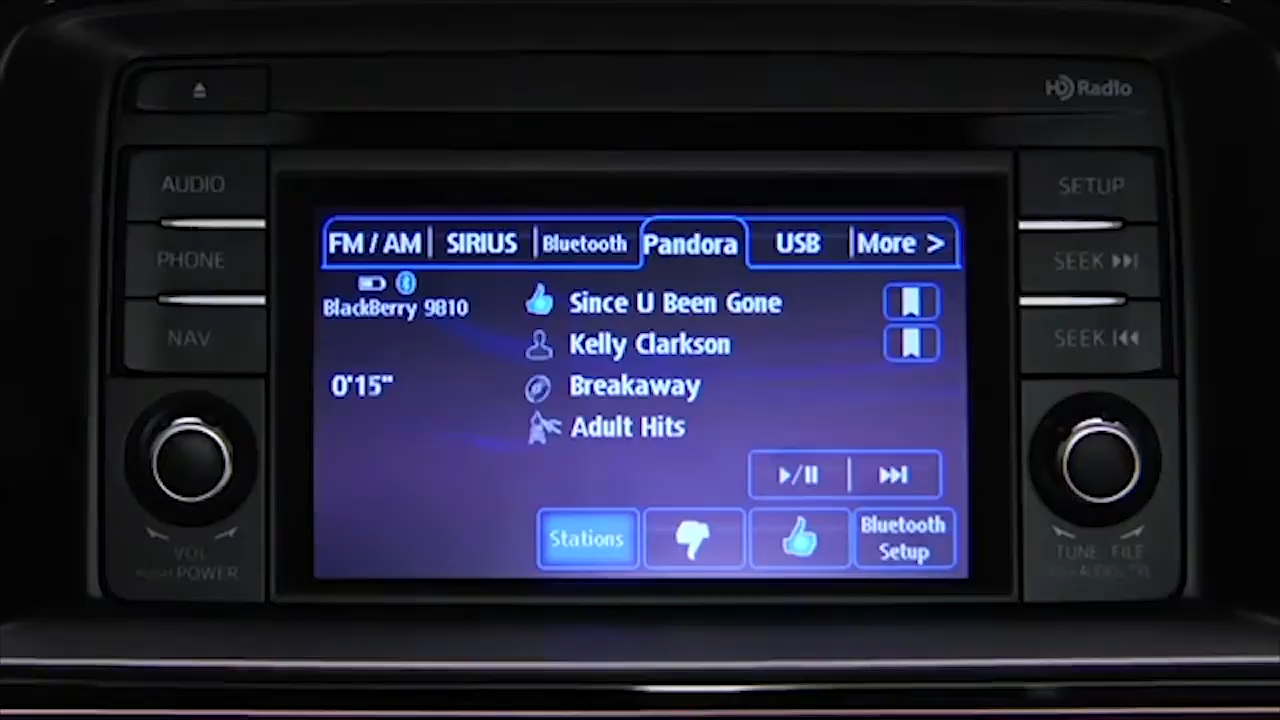 HD Radio
AUDIO
PHONE
NAV
SETUP
SEEK
SEEK
FM / AM
SIRIUS
Bluetooth
Pandora
USB
More >
BlackBerry 9810
0'15"
Since U Been Gone
Kelly Clarkson
Breakaway
Adult Hits
Stations
Bluetooth
Setup
VOL
POWER
TUNE FILE